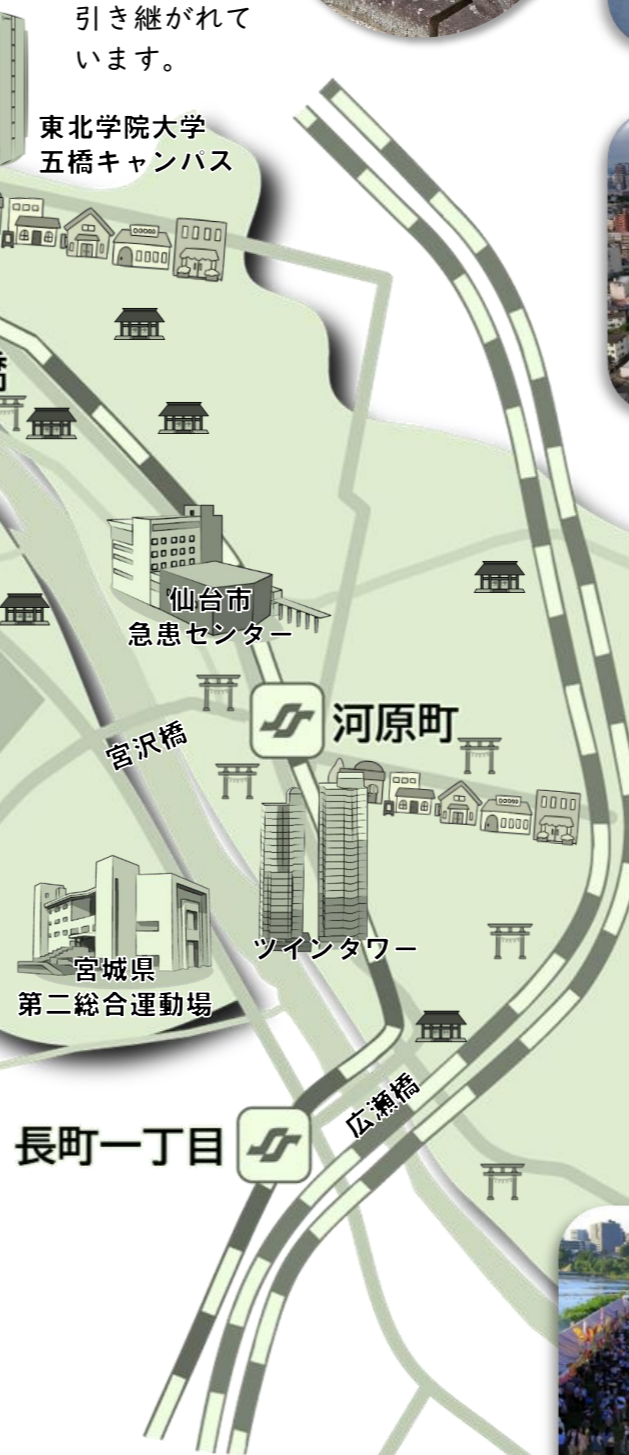 引き継がれて
います。
東北学院大学
五橋キャンパス
橋
仙台市
急患センター
河原町
宮沢橋
ツインタワー
宮城県
第二総合運動場
広瀬橋
長町一丁目